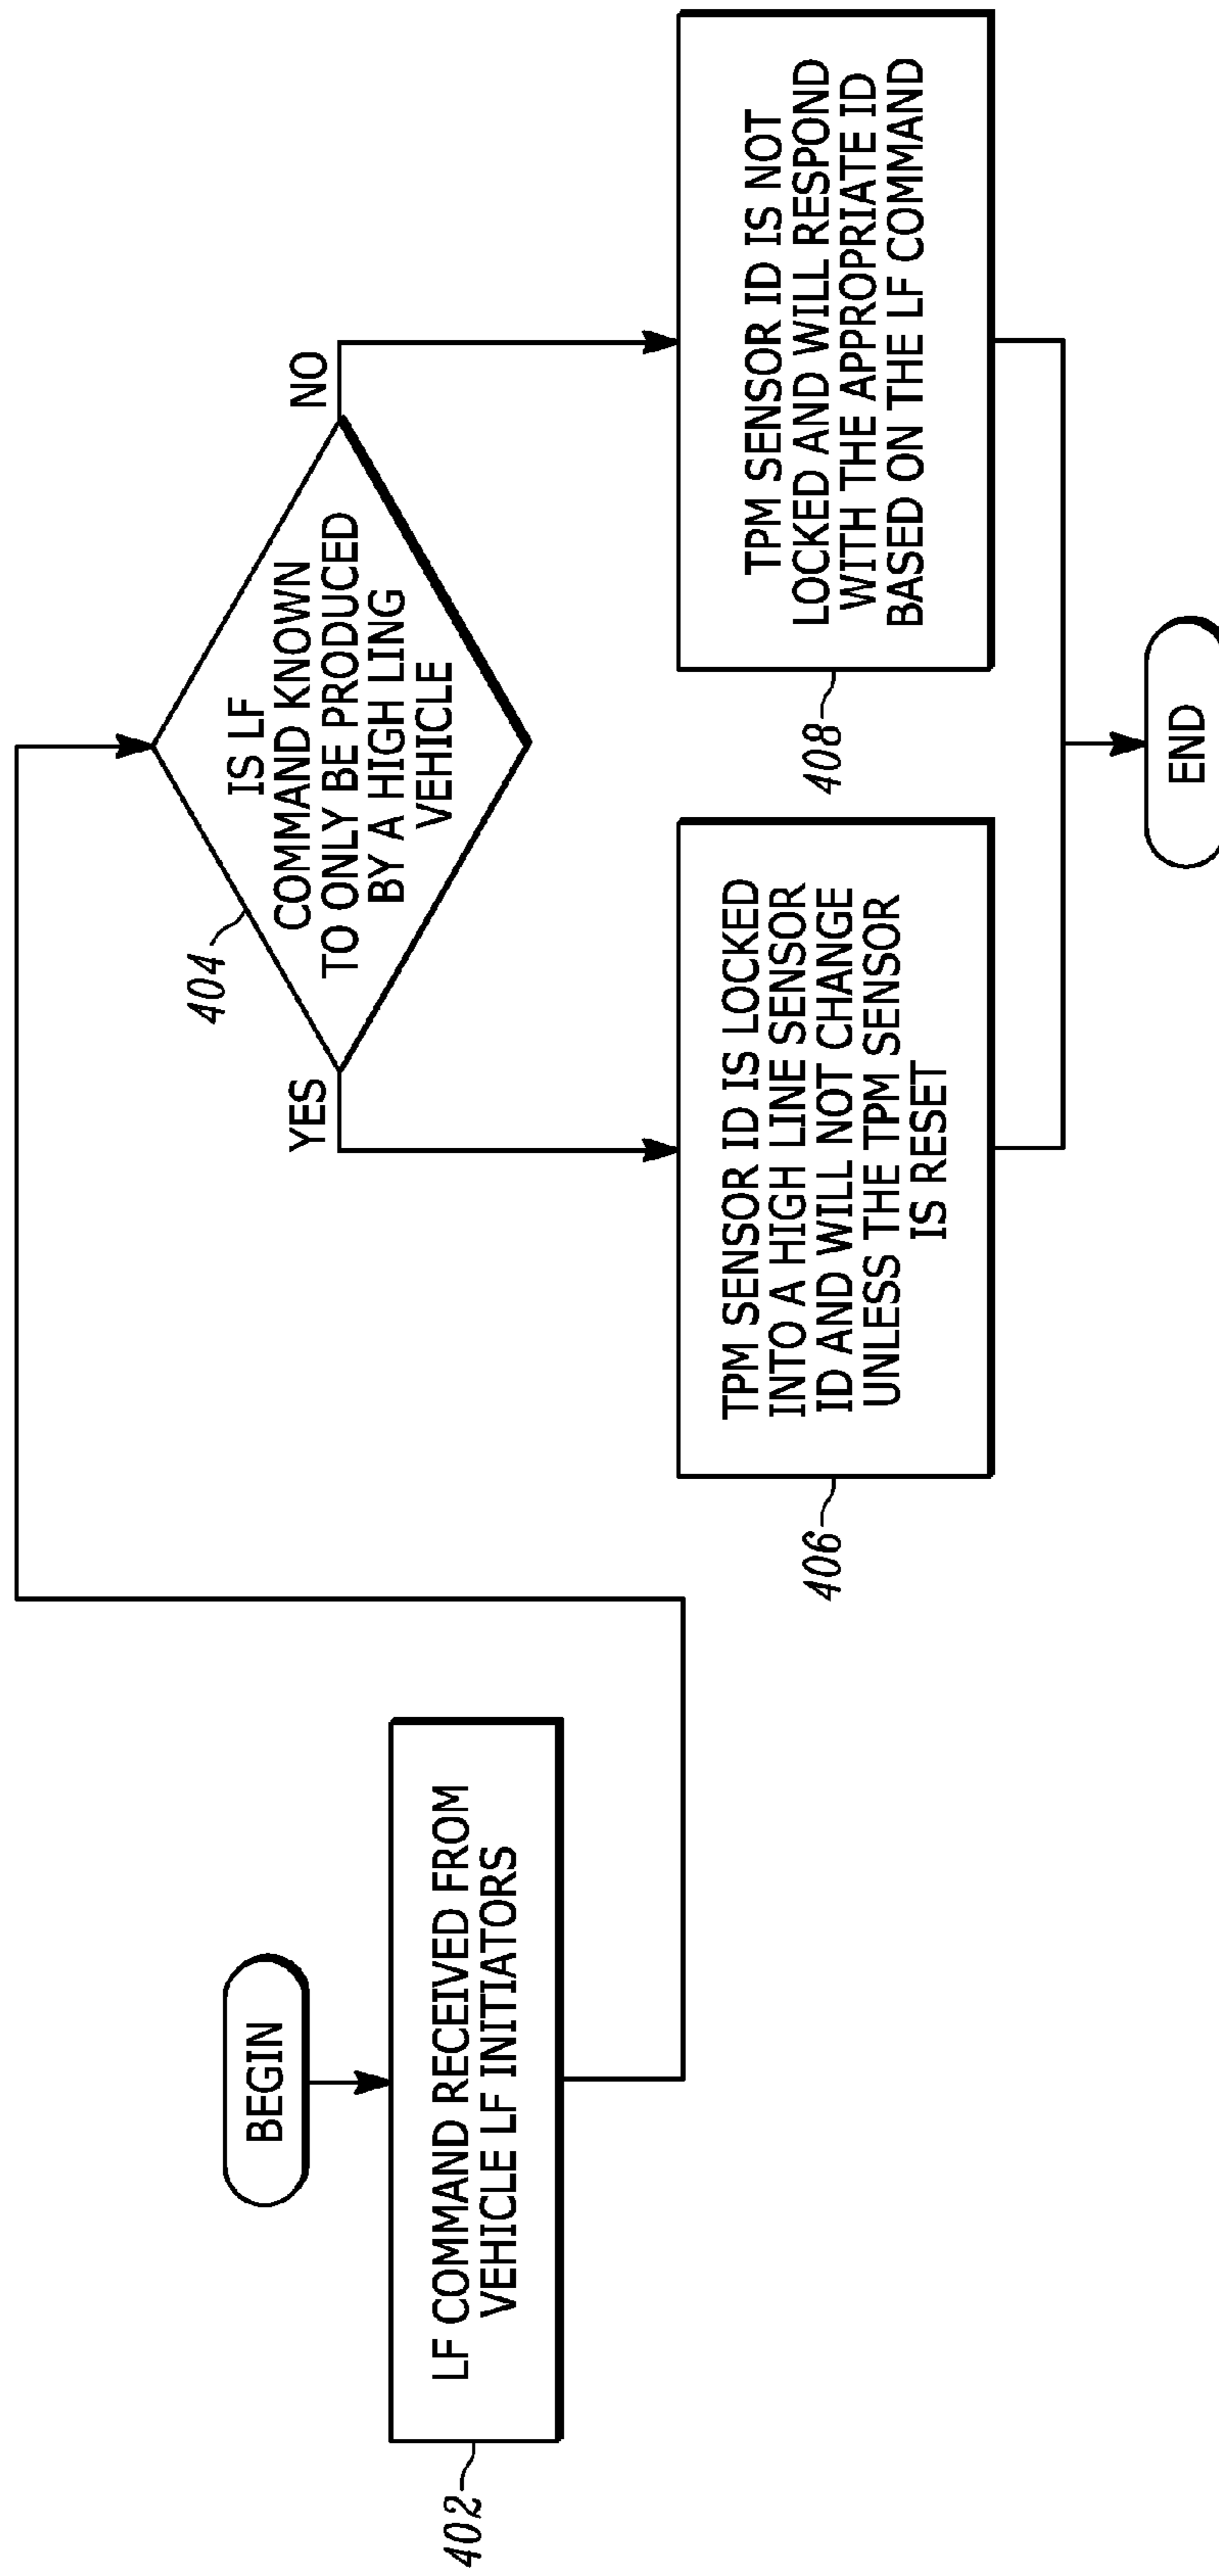 BEGIN
LF COMMAND RECEIVED FROM
VEHICLE LF INITIATORS
402
IS LF
COMMAND KNOWN
TO ONLY BE PRODUCED
BY A HIGH LING
VEHICLE
404
YES
NO
TPM SENSOR ID IS LOCKED
INTO A HIGH LINE SENSOR
ID AND WILL NOT CHANGE
UNLESS THE TPM SENSOR
IS RESET
406
TPM SENSOR ID IS NOT
LOCKED AND WILL RESPOND
WITH THE APPROPRIATE ID
BASED ON THE LF COMMAND
408
END